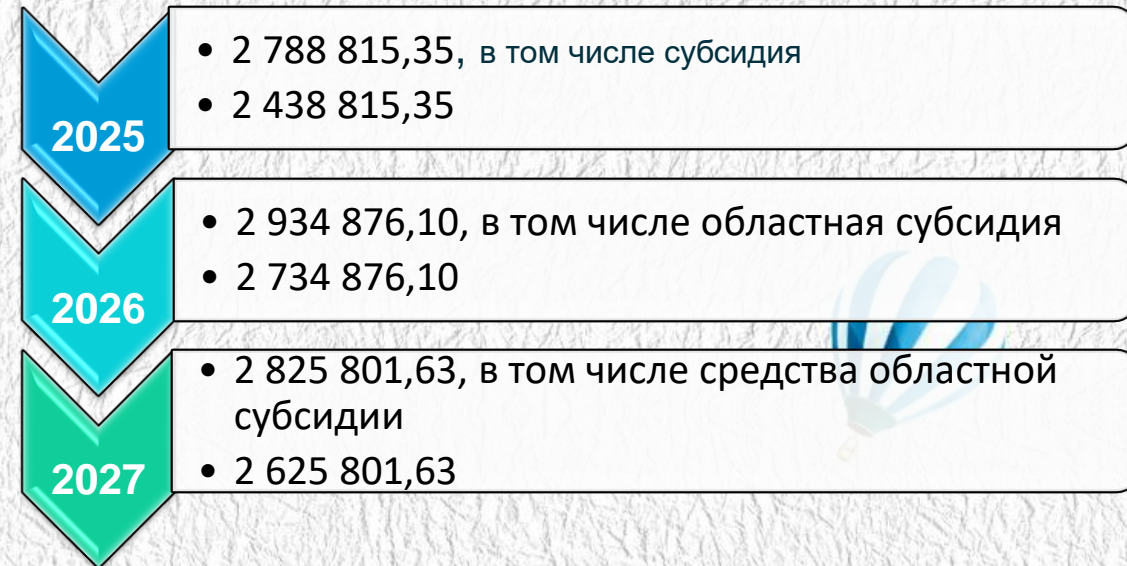 2025
• 2 788 815,35, в том числе субсидия
• 2 438 815,35
2026
• 2 934 876,10, в том числе областная субсидия
• 2 734 876,10
2027
• 2 825 801,63, в том числе средства областной
субсидии
• 2 625 801,63